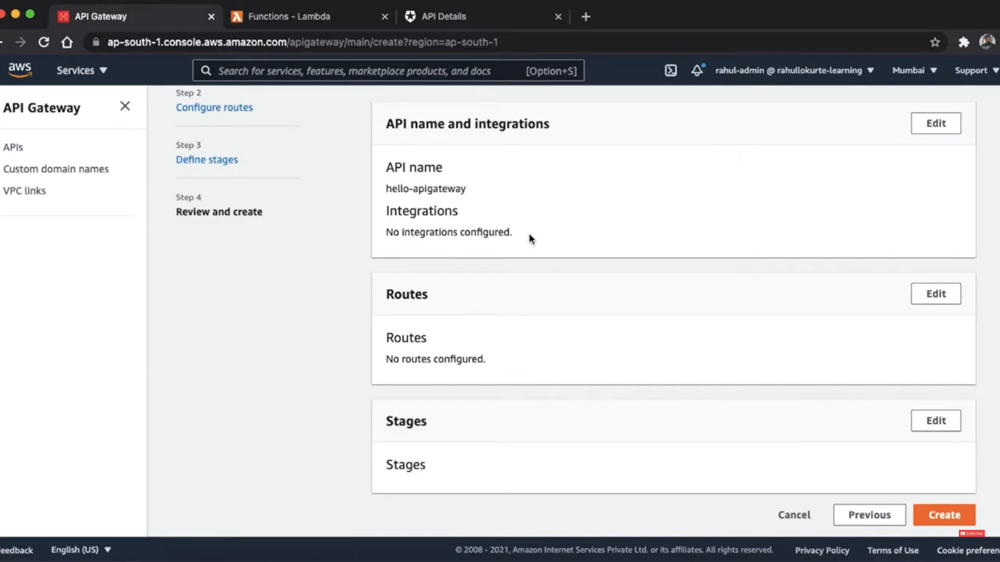 API Gateway
Functions - Lambda
API Details
ap-south-1.console.aws.amazon.com/apigateway/main/create?region=ap-south-1
aws
Services
Search for services, features, marketplace products, and docs
[Option+S]
rahul-admin @ rahullokurte-learning
Mumbai
Support
API Gateway
APIs
Custom domain names
VPC links
Step 2
Configure routes
Step 3
Define stages
Step 4
Review and create
API name and integrations
Edit
API name
hello-apigateway
Integrations
No integrations configured.
Routes
Edit
Routes
No routes configured.
Stages
Edit
Stages
Cancel
Previous
Create
Subscribe
eedback
English (US)
© 2008 - 2021, Amazon Internet Services Private Ltd. or its affiliates. All rights reserved.
Privacy Policy
Terms of Use
Cookie preferen